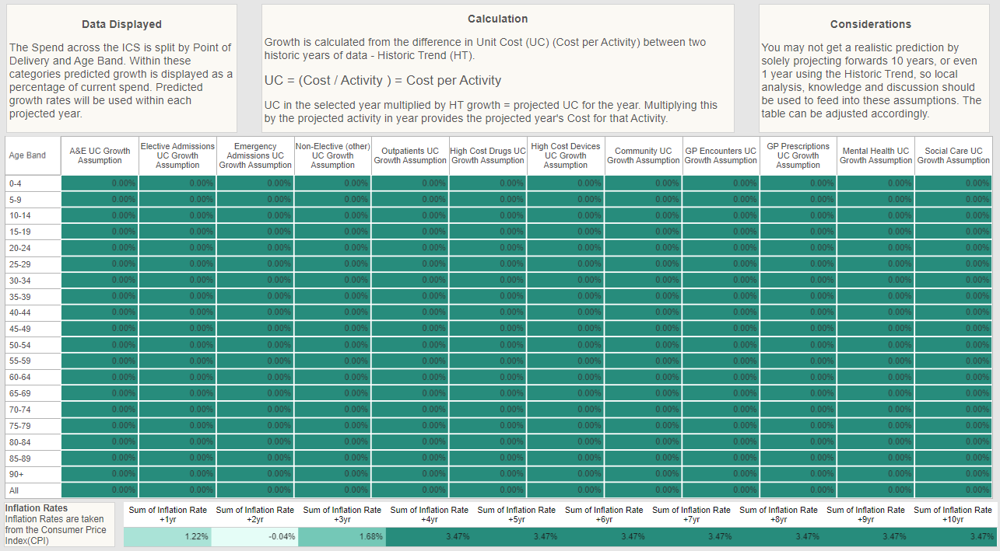 Data Displayed
The Spend across the ICS is split by Point of
Delivery and Age Band. Within these
categories predicted growth is displayed as a
percentage of current spend. Predicted
growth rates will be used within each
projected year.
Calculation
Growth is calculated from the difference in Unit Cost (UC) (Cost per Activity) between two
historic years of data - Historic Trend (HT).
UC = (Cost / Activity ) = Cost per Activity
UC in the selected year multiplied by HT growth = projected UC for the year. Multiplying this
by the projected activity in year provides the projected year's Cost for that Activity.
Considerations
You may not get a realistic prediction by
solely projecting forwards 10 years, or even
1 year using the Historic Trend, so local
analysis, knowledge and discussion should
be used to feed into these assumptions. The
table can be adjusted accordingly.
Age Band
A&E UC Growth
Assumption
Elective Admissions
UC Growth
Assumption
Emergency
Admissions UC
Growth Assumption
Non-Elective (other)
UC Growth
Assumption
Outpatients UC
Growth Assumption
High Cost Drugs UC
Growth Assumption
High Cost Devices
UC Growth
Assumption
Community UC
Growth Assumption
GP Encounters UC
Growth Assumption
GP Prescriptions
UC Growth
Assumption
Mental Health UC
Growth Assumption
Social Care UC
Growth Assumption
0-4 0.00% 0.00% 0.00% 0.00% 0.00% 0.00% 0.00% 0.00% 0.00% 0.00% 0.00% 0.00%
5-9 0.00% 0.00% 0.00% 0.00% 0.00% 0.00% 0.00% 0.00% 0.00% 0.00% 0.00% 0.00%
10-14 0.00% 0.00% 0.00% 0.00% 0.00% 0.00% 0.00% 0.00% 0.00% 0.00% 0.00% 0.00%
15-19 0.00% 0.00% 0.00% 0.00% 0.00% 0.00% 0.00% 0.00% 0.00% 0.00% 0.00% 0.00%
20-24 0.00% 0.00% 0.00% 0.00% 0.00% 0.00% 0.00% 0.00% 0.00% 0.00% 0.00% 0.00%
25-29 0.00% 0.00% 0.00% 0.00% 0.00% 0.00% 0.00% 0.00% 0.00% 0.00% 0.00% 0.00%
30-34 0.00% 0.00% 0.00% 0.00% 0.00% 0.00% 0.00% 0.00% 0.00% 0.00% 0.00% 0.00%
35-39 0.00% 0.00% 0.00% 0.00% 0.00% 0.00% 0.00% 0.00% 0.00% 0.00% 0.00% 0.00%
40-44 0.00% 0.00% 0.00% 0.00% 0.00% 0.00% 0.00% 0.00% 0.00% 0.00% 0.00% 0.00%
45-49 0.00% 0.00% 0.00% 0.00% 0.00% 0.00% 0.00% 0.00% 0.00% 0.00% 0.00% 0.00%
50-54 0.00% 0.00% 0.00% 0.00% 0.00% 0.00% 0.00% 0.00% 0.00% 0.00% 0.00% 0.00%
55-59 0.00% 0.00% 0.00% 0.00% 0.00% 0.00% 0.00% 0.00% 0.00% 0.00% 0.00% 0.00%
60-64 0.00% 0.00% 0.00% 0.00% 0.00% 0.00% 0.00% 0.00% 0.00% 0.00% 0.00% 0.00%
65-69 0.00% 0.00% 0.00% 0.00% 0.00% 0.00% 0.00% 0.00% 0.00% 0.00% 0.00% 0.00%
70-74 0.00% 0.00% 0.00% 0.00% 0.00% 0.00% 0.00% 0.00% 0.00% 0.00% 0.00% 0.00%
75-79 0.00% 0.00% 0.00% 0.00% 0.00% 0.00% 0.00% 0.00% 0.00% 0.00% 0.00% 0.00%
80-84 0.00% 0.00% 0.00% 0.00% 0.00% 0.00% 0.00% 0.00% 0.00% 0.00% 0.00% 0.00%
85-89 0.00% 0.00% 0.00% 0.00% 0.00% 0.00% 0.00% 0.00% 0.00% 0.00% 0.00% 0.00%
90+ 0.00% 0.00% 0.00% 0.00% 0.00% 0.00% 0.00% 0.00% 0.00% 0.00% 0.00% 0.00%
All 0.00% 0.00% 0.00% 0.00% 0.00% 0.00% 0.00% 0.00% 0.00% 0.00% 0.00% 0.00%
Inflation Rates
Inflation Rates are taken
from the Consumer Price
Index(CPI)
Sum of Inflation Rate
+1yr
Sum of Inflation Rate
+2yr
Sum of Inflation Rate
+3yr
Sum of Inflation Rate
+4yr
Sum of Inflation Rate
+5yr
Sum of Inflation Rate
+6yr
Sum of Inflation Rate
+7yr
Sum of Inflation Rate
+8yr
Sum of Inflation Rate
+9yr
Sum of Inflation Rate
+10yr
1.22% -0.04% 1.68% 3.47% 3.47% 3.47% 3.47% 3.47% 3.47% 3.47%